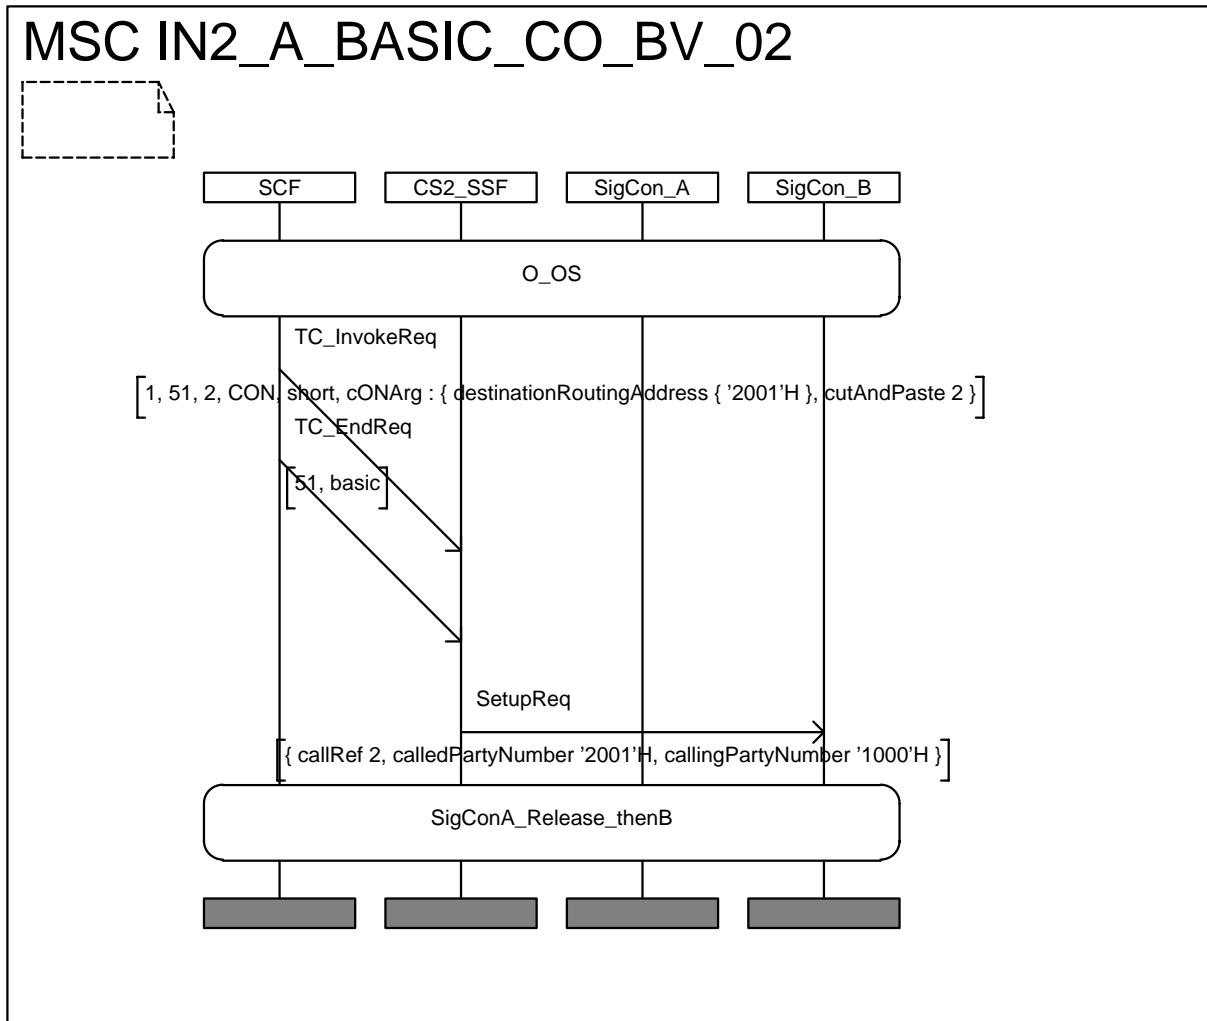 MSC IN2_A_BASIC_CO_BV_02
SCF CS2_SSF SigCon_A SigCon_B
O_OS
TC_InvokeReq
1, 51, 2, CON, short, cONArg : { destinationRoutingAddress { '2001'H }, cutAndPaste 2 }
TC_EndReq
51, basic
SetupReq
{ callRef 2, calledPartyNumber '2001'H, callingPartyNumber '1000'H }
SigConA_Release_thenB